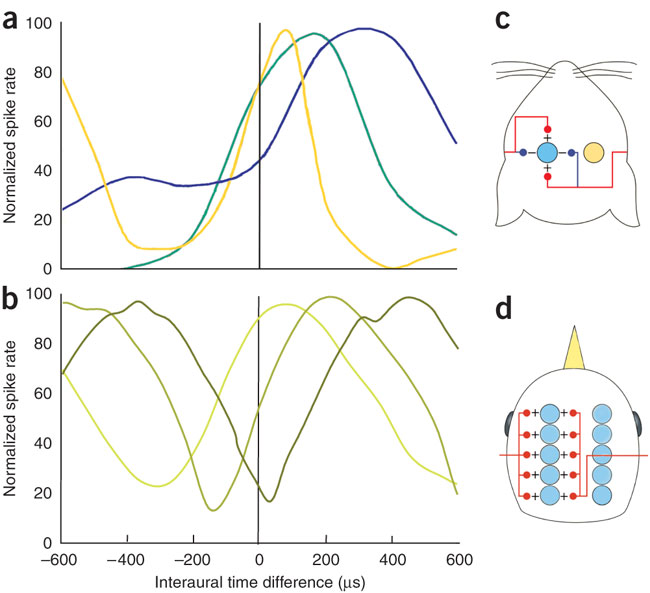 a
100
80
60
40
20
0
Normalized spike rate
b
100
80
60
40
20
0
Normalized spike rate
–600 –400 –200 0 200 400 600
Interaural time difference (µs)
c
+
– –
+
d
+ +
+ +
+ +
+ +
+ +